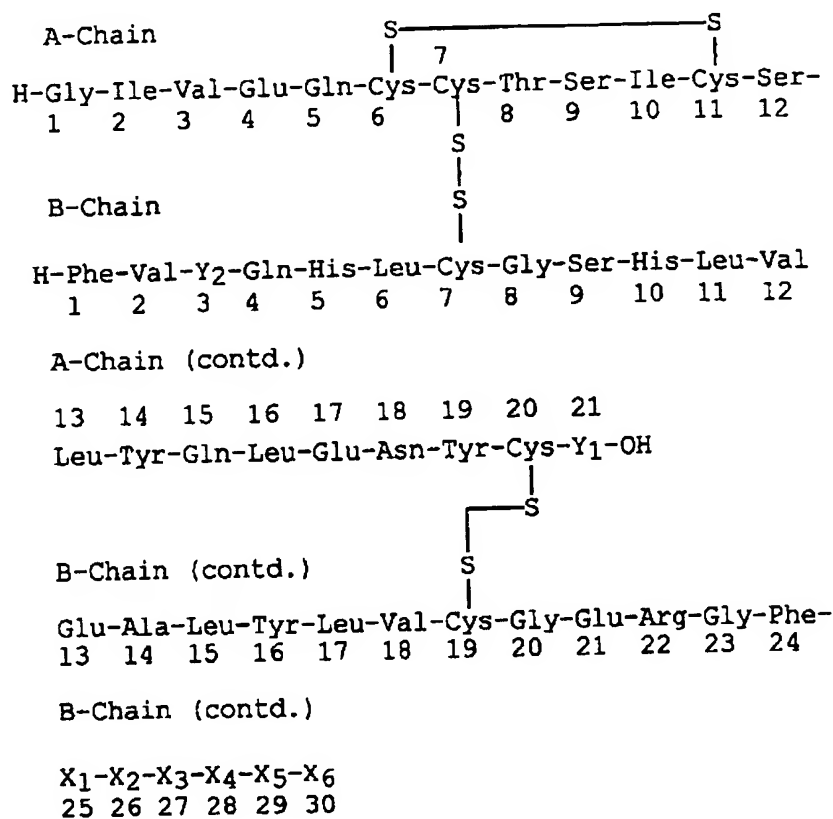 S S
A-Chain 7
H-Gly-Ile-Val-Glu-Gln-Cys-Cys-Thr-Ser-Ile-Cys-Ser-
1 2 3 4 5 6 8 9 10 11 12
S
S
B-Chain
H-Phe-Val-Y2-Gln-His-Leu-Cys-Gly-Ser-His-Leu-Val
1 2 3 4 5 6 7 8 9 10 11 12
A-Chain (contd.)
13 14 15 16 17 18 19 20 21
Leu-Tyr-Gln-Leu-Glu-Asn-Tyr-Cys-Y1-OH
S
S
B-Chain (contd.)
Glu-Ala-Leu-Tyr-Leu-Val-Cys-Gly-Glu-Arg-Gly-Phe-
13 14 15 16 17 18 19 20 21 22 23 24
B-Chain (contd.)
X1-X2-X3-X4-X5-X6
25 26 27 28 29 30